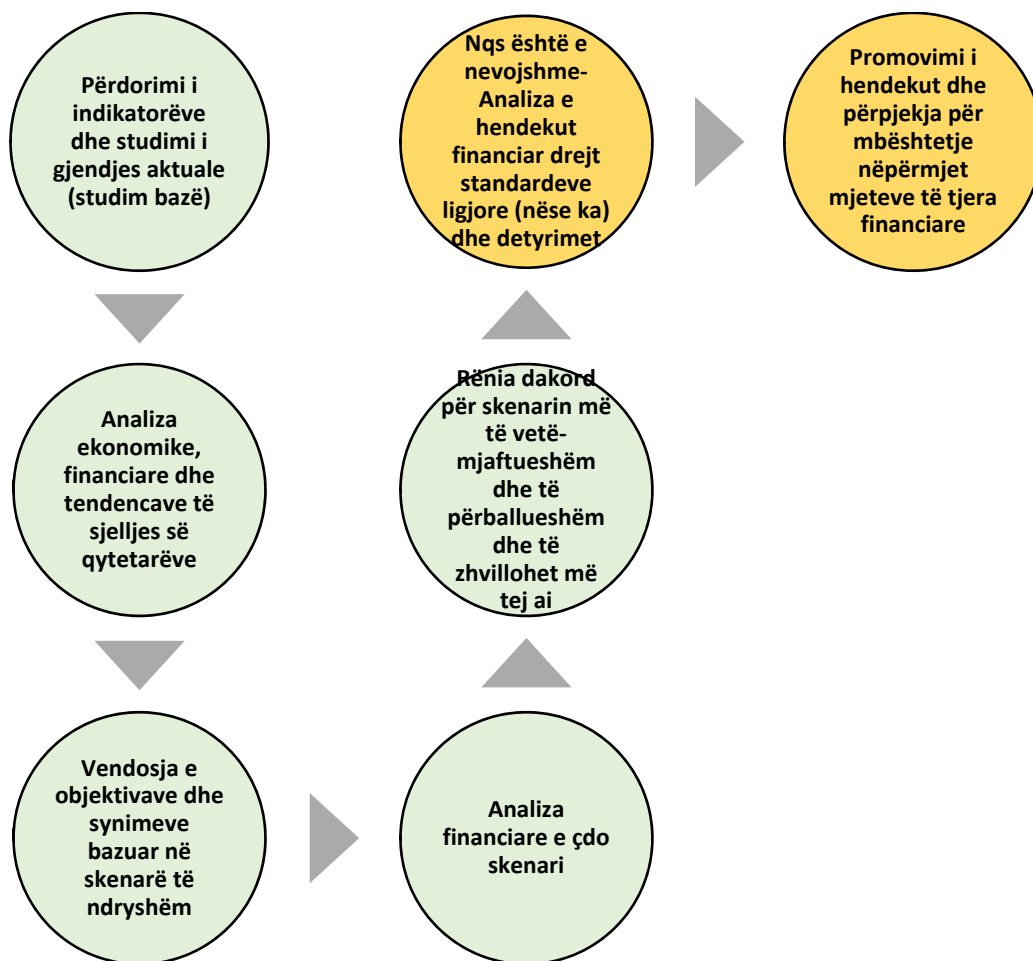 Përdorimi i
indikatorëve
dhe studimi i
gjendjes aktuale
(studim bazë)
Analiza
ekonomike,
financiare dhe
tendencave të
sjelljes së
qytetarëve
Vendosja e
objektivave dhe
synimeve
bazuar në
skenarë të
ndryshëm
Analiza
financiare e çdo
skenari
Rënia dakord
për skenarin më
të vetë-
mjaftueshëm
dhe të
përballueshëm
dhe të
zhvillohet më
tej ai
Nqs është e
nevojshme-
Analiza e
hendekut
financiar drejt
standardeve
ligjore (nëse ka)
dhe detyrimet
Promovimi i
hendekut dhe
përpjekja për
mbështetje
nëpërmjet
mjeteve të tjera
financiare